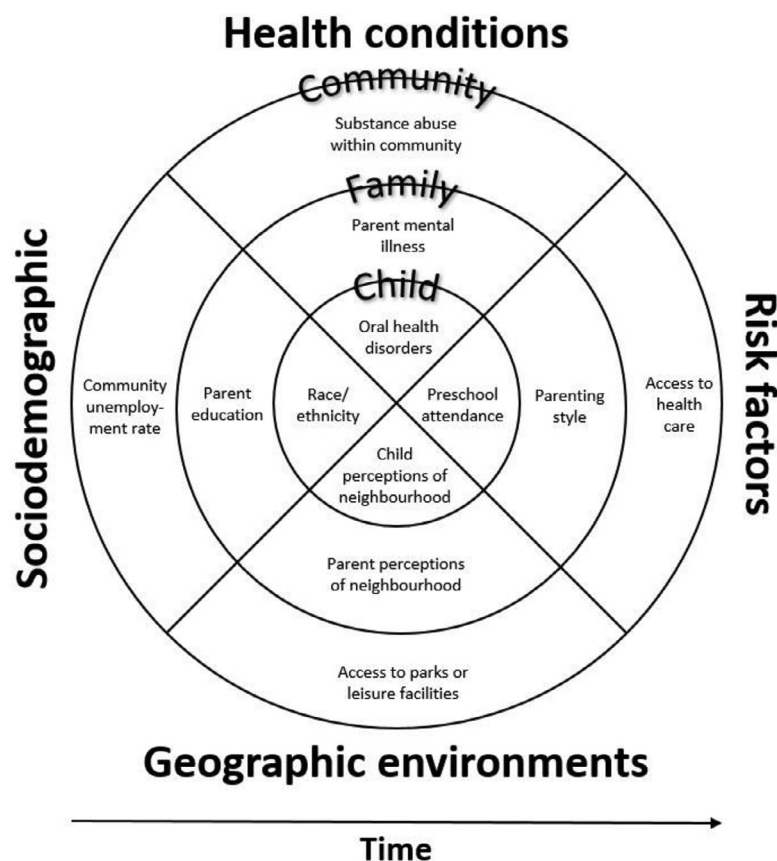 Health conditions
Community
Substance abuse
within community
Family
Parent mental
illness
Child
Oral health
disorders
Sociodemographic
Community
unemploy-
ment rate
Parent
education
Race/
ethnicity
Preschool
attendance
Parenting
style
Access to
health
care
Risk factors
Child
perceptions of
neighbourhood
Parent perceptions
of neighbourhood
Access to parks or
leisure facilities
Geographic environments
Time